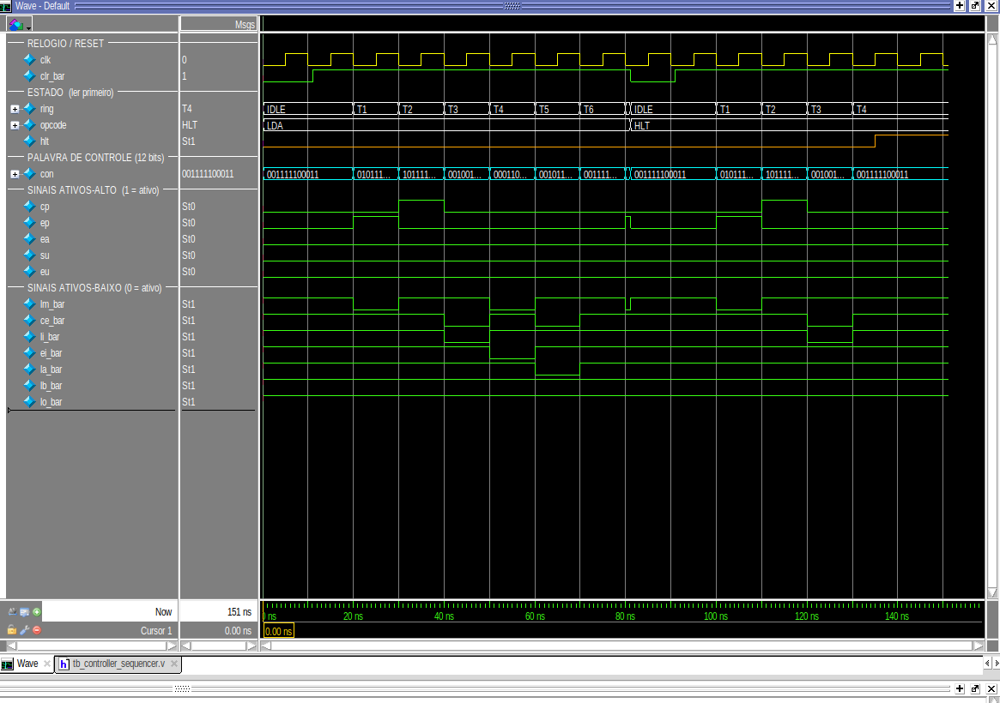 Wave - Default
Msgs
RELOGIO / RESET
clk 0
clr_bar 1
ESTADO (ler primeiro)
ring T4 IDLE T1 T2 T3 T4 T5 T6 IDLE T1 T2 T3 T4
opcode HLT LDA HLT
hlt St1
PALAVRA DE CONTROLE (12 bits)
con 001111100011 001111100011 010111... 101111... 001001... 000110... 001011... 001111... 001111100011 010111... 101111... 001001... 001111100011
SINAIS ATIVOS-ALTO (1 = ativo)
cp St0
ep St0
ea St0
su St0
eu St0
SINAIS ATIVOS-BAIXO (0 = ativo)
lm_bar St1
ce_bar St1
li_bar St1
ei_bar St1
la_bar St1
lb_bar St1
lo_bar St1
Now 151 ns 0 ns 20 ns 40 ns 60 ns 80 ns 100 ns 120 ns 140 ns
Cursor 1 0.00 ns 0.00 ns
Wave tb_controller_sequencer.v